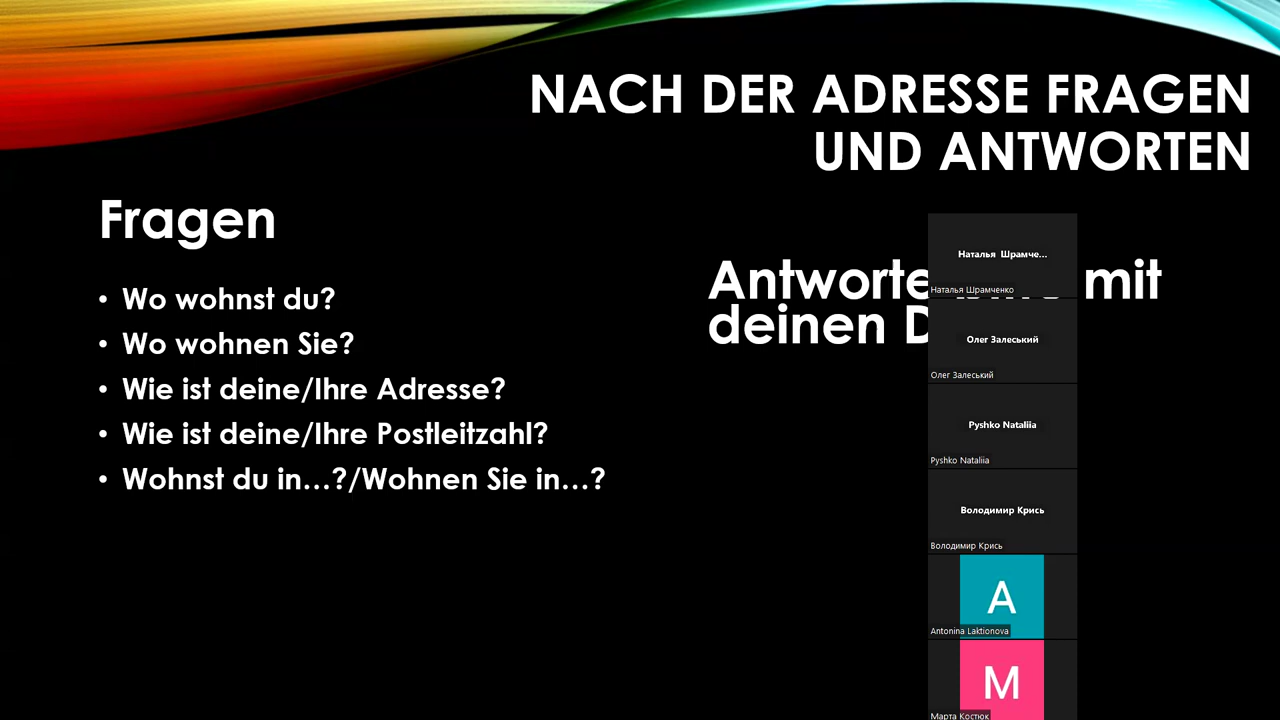 NACH DER ADRESSE FRAGEN
UND ANTWORTEN
Fragen
• Wo wohnst du?
• Wo wohnen Sie?
• Wie ist deine/Ihre Adresse?
• Wie ist deine/Ihre Postleitzahl?
• Wohnst du in…?/Wohnen Sie in…?
Antworte mit
deinen D
Наталья Шрамче...
Наталья Шрамченко
Олег Залеський
Олег Залеський
Pyshko Nataliia
Pyshko Nataliia
Володимир Крись
Володимир Крись
A
Antonina Laktionova
M
Марта Костюк